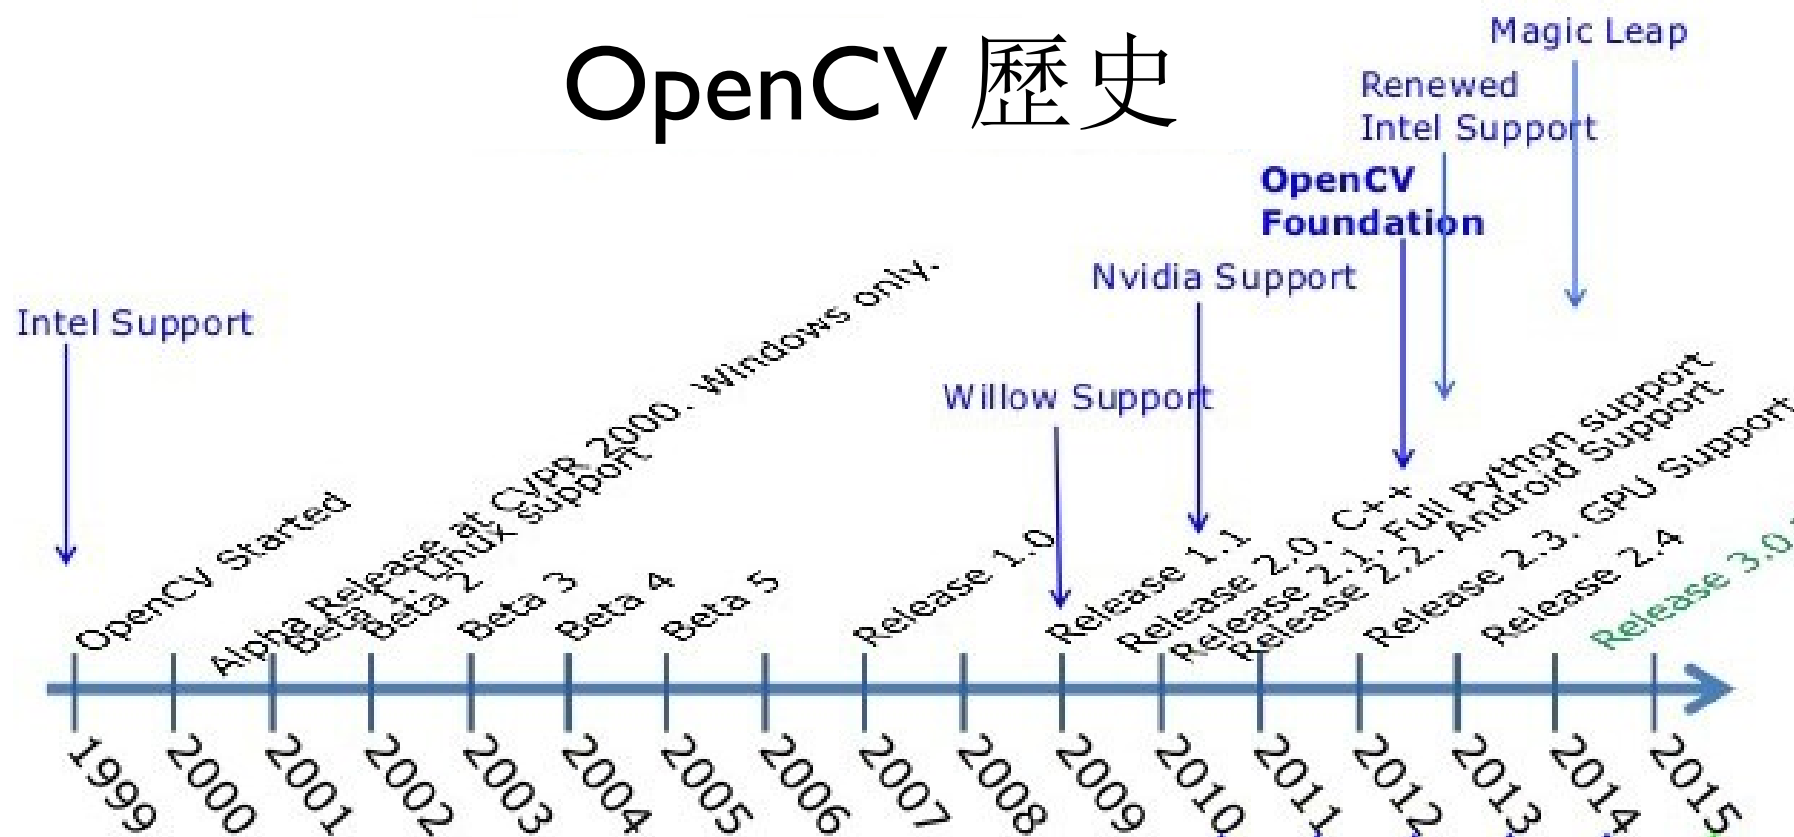 OpenCV 歷史
Magic Leap
Renewed
Intel Support
OpenCV
Foundation
Nvidia Support
Intel Support
Willow Support
OpenCV Started
Alpha Release at CVPR 2000. Windows only.
Beta 1. Linux support
Beta 2
Beta 3
Beta 4
Beta 5
Release 1.0
Release 1.1
Release 2.0. C++
Release 2.1. Full Python support
Release 2.2. Android Support
Release 2.3. GPU Support
Release 2.4
Release 3.0
1999
2000
2001
2002
2003
2004
2005
2006
2007
2008
2009
2010
2011
2012
2013
2014
2015